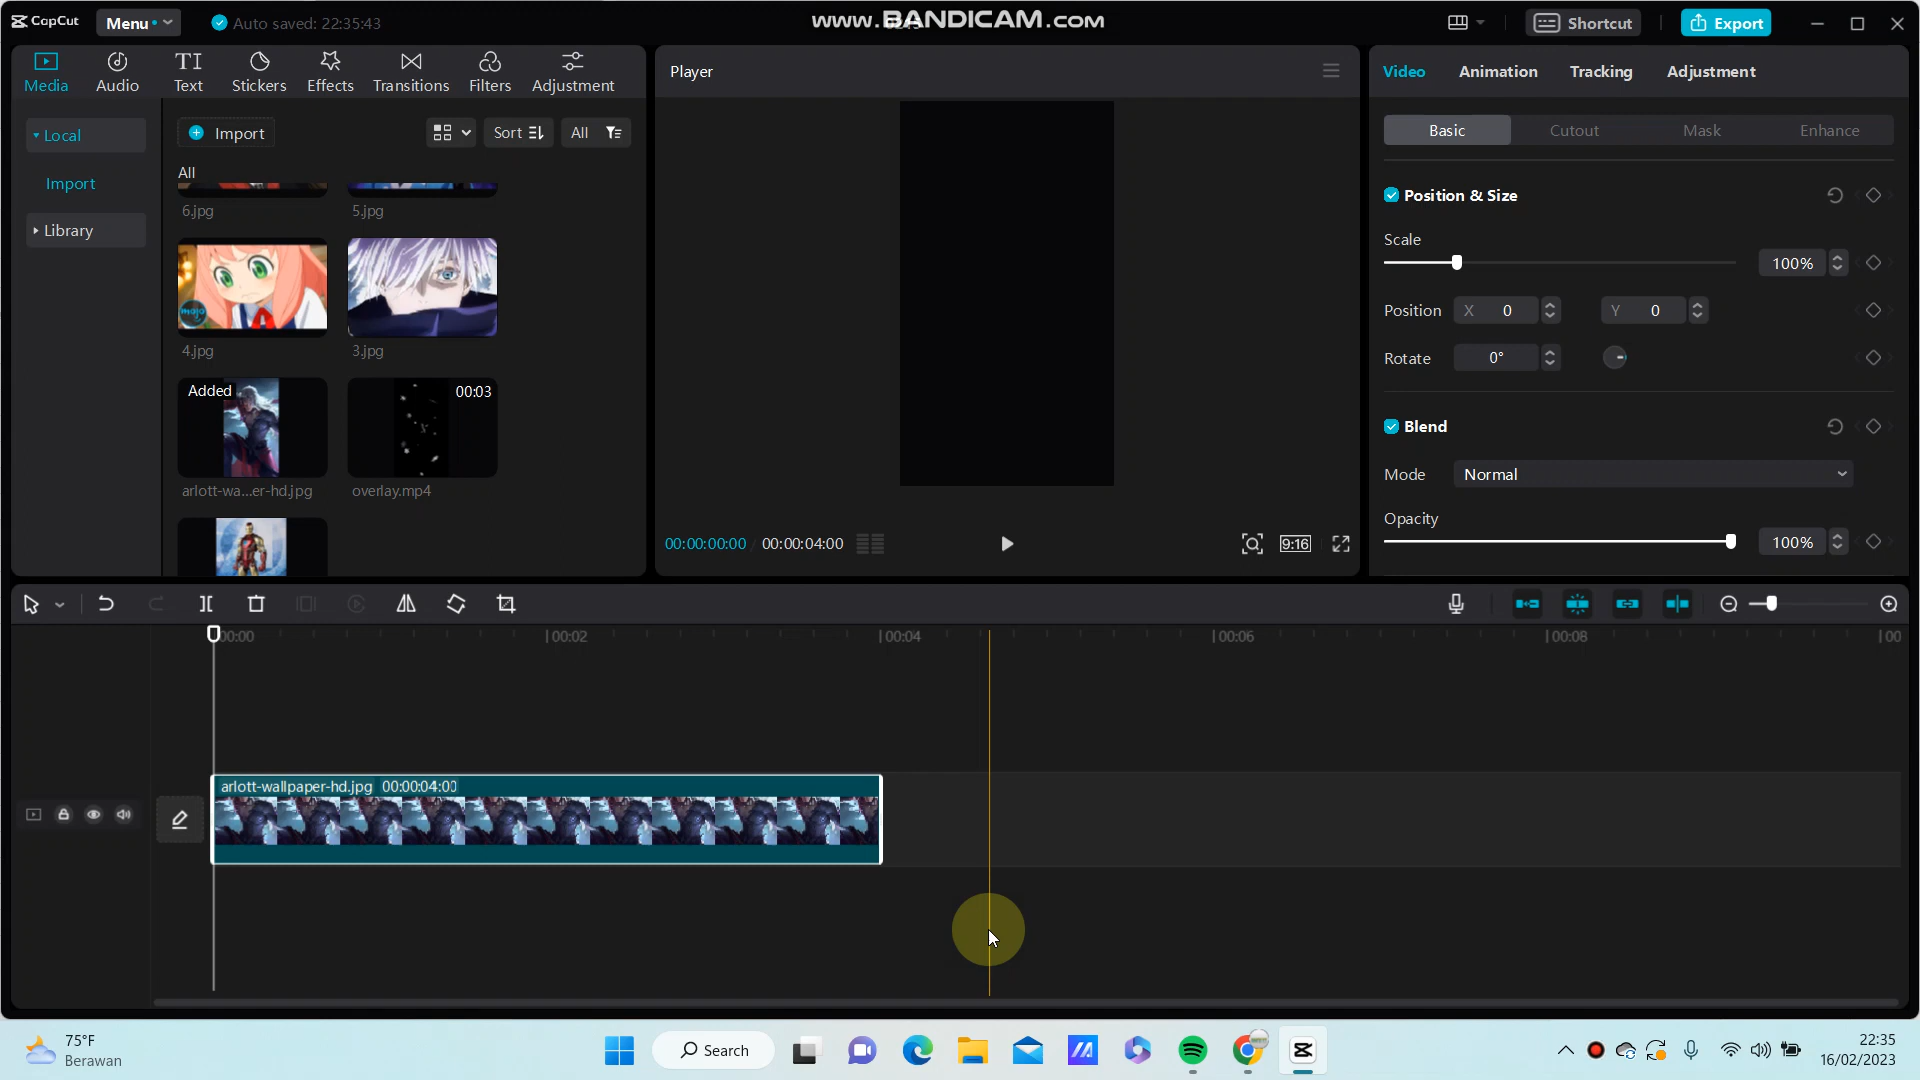 CapCut
Menu
Auto saved: 22:35:43
www.BANDICAM.com
Shortcut
Export
Media
Audio
Text
Stickers
Effects
Transitions
Filters
Adjustment
Player
Video
Animation
Tracking
Adjustment
Local
Import
Library
Import
Sort
All
All
6.jpg
5.jpg
4.jpg
3.jpg
Added
00:03
arlott-wa...er-hd.jpg
overlay.mp4
00:00:00:00
00:00:04:00
9:16
Basic
Cutout
Mask
Enhance
Position & Size
Scale
100%
Position
X 0
Y 0
Rotate
0°
Blend
Mode
Normal
Opacity
100%
00:00
00:02
00:04
00:06
00:08
00
arlott-wallpaper-hd.jpg 00:00:04:00
75°F
Berawan
Search
22:35
16/02/2023